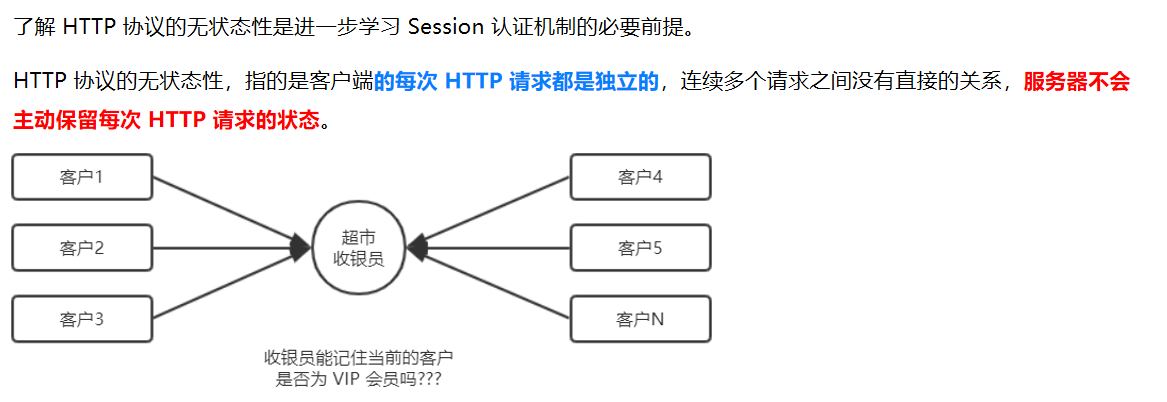 了解 HTTP 协议的无状态性是进一步学习 Session 认证机制的必要前提。
HTTP 协议的无状态性，指的是客户端的每次 HTTP 请求都是独立的，连续多个请求之间没有直接的关系，服务器不会
主动保留每次 HTTP 请求的状态。
客户1
客户4
客户2
超市
收银员
客户5
客户3
客户N
收银员能记住当前的客户
是否为 VIP 会员吗???